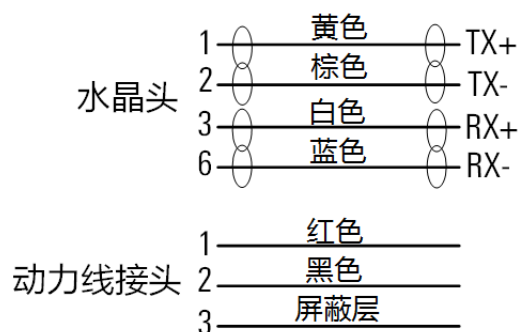 1 黄色 TX+
2 棕色 TX-
水晶头
3 白色 RX+
6 蓝色 RX-
1 红色
动力线接头 2 黑色
3 屏蔽层